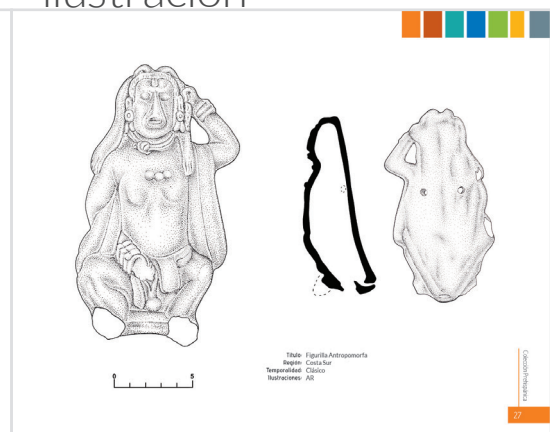 Ilustración
0 5
Título: Figurilla Antropomorfa
Región: Costa Sur
Temporalidad: Clásico
Ilustraciones: AR
Colección Prehispánica
27